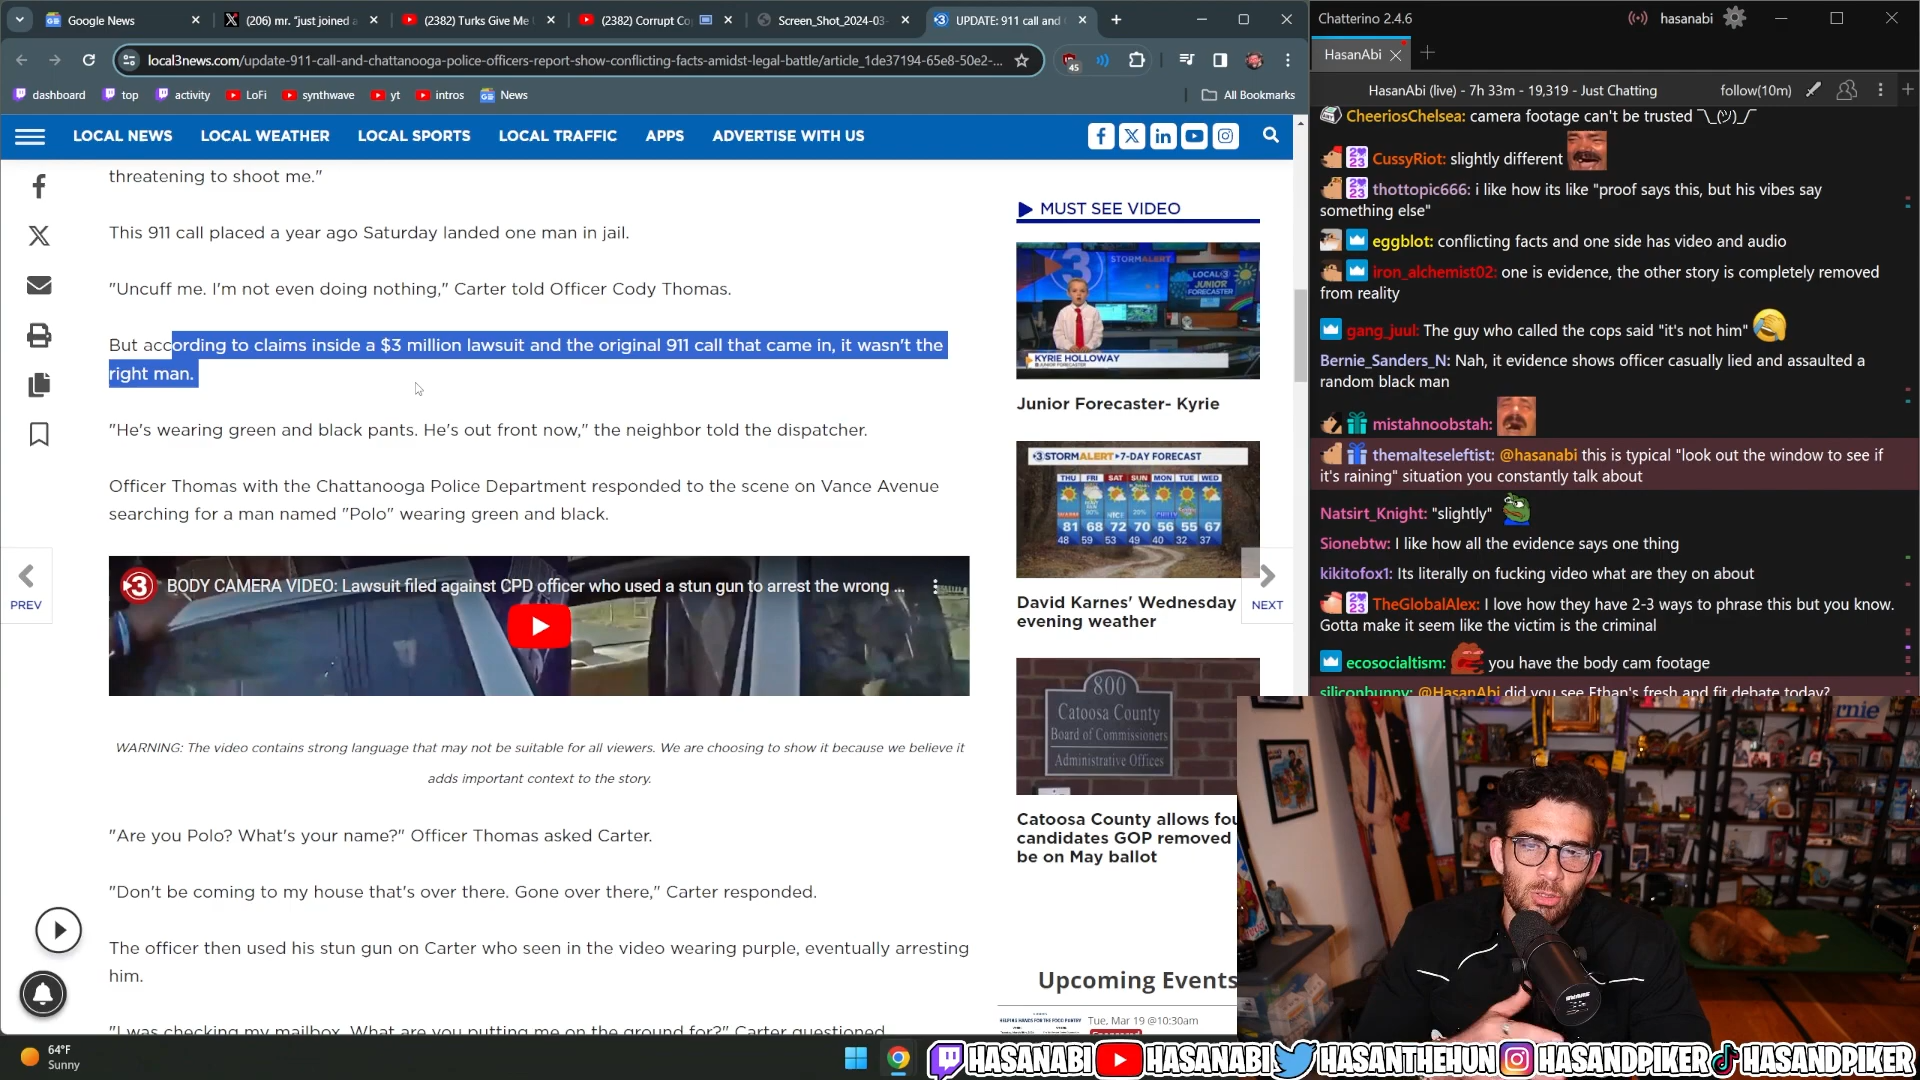 Google News
(206) mr. "just joined a
(2382) Turks Give Me
(2382) Corrupt Co
Screen_Shot_2024-03-
UPDATE: 911 call and
local3news.com/update-911-call-and-chattanooga-police-officers-report-show-conflicting-facts-amidst-legal-battle/article_1de37194-65e8-50e2-...
45
dashboard
top
activity
LoFi
synthwave
yt
intros
News
All Bookmarks
LOCAL NEWS
LOCAL WEATHER
LOCAL SPORTS
LOCAL TRAFFIC
APPS
ADVERTISE WITH US
threatening to shoot me."
This 911 call placed a year ago Saturday landed one man in jail.
"Uncuff me. I'm not even doing nothing," Carter told Officer Cody Thomas.
But according to claims inside a $3 million lawsuit and the original 911 call that came in, it wasn't the
right man.
"He's wearing green and black pants. He's out front now," the neighbor told the dispatcher.
Officer Thomas with the Chattanooga Police Department responded to the scene on Vance Avenue
searching for a man named "Polo" wearing green and black.
BODY CAMERA VIDEO: Lawsuit filed against CPD officer who used a stun gun to arrest the wrong ...
WARNING: The video contains strong language that may not be suitable for all viewers. We are choosing to show it because we believe it
adds important context to the story.
"Are you Polo? What's your name?" Officer Thomas asked Carter.
"Don't be coming to my house that's over there. Gone over there," Carter responded.
The officer then used his stun gun on Carter who seen in the video wearing purple, eventually arresting
him.
"I was checking my mailbox. What are you putting me on the ground for?" Carter questioned.
PREV
NEXT
MUST SEE VIDEO
STORMALERT
KYRIE HOLLOWAY
JUNIOR FORECASTER
Junior Forecaster- Kyrie
STORMALERT 7-DAY FORECAST
THU FRI SAT SUN MON TUE WED
81 68 72 70 56 55 67
48 59 53 49 40 32 37
David Karnes' Wednesday
evening weather
800
Catoosa County
Board of Commissioners
Administrative Offices
Catoosa County allows fou
candidates GOP removed
be on May ballot
Upcoming Events
Tue, Mar 19 @10:30am
64°F
Sunny
Chatterino 2.4.6
hasanabi
HasanAbi
HasanAbi (live) - 7h 33m - 19,319 - Just Chatting
follow(10m)
CheeriosChelsea: camera footage can't be trusted ¯\_(ツ)_/¯
CussyRiot: slightly different
thottopic666: i like how its like "proof says this, but his vibes say
something else"
eggblot: conflicting facts and one side has video and audio
iron_alchemist02: one is evidence, the other story is completely removed
from reality
gang_juul: The guy who called the cops said "it's not him"
Bernie_Sanders_N: Nah, it evidence shows officer casually lied and assaulted a
random black man
mistahnoobstah:
themalteseleftist: @hasanabi this is typical "look out the window to see if
it's raining" situation you constantly talk about
Natsirt_Knight: "slightly"
Sionebtw: I like how all the evidence says one thing
kikitofox1: Its literally on fucking video what are they on about
TheGlobalAlex: I love how they have 2-3 ways to phrase this but you know.
Gotta make it seem like the victim is the criminal
ecosocialtism: you have the body cam footage
siliconbunny: @HasanAbi did you see Ethan's fresh and fit debate today?
HASANABI
HASANABI
HASANTHEHUN
HASANDPIKER
HASANDPIKER